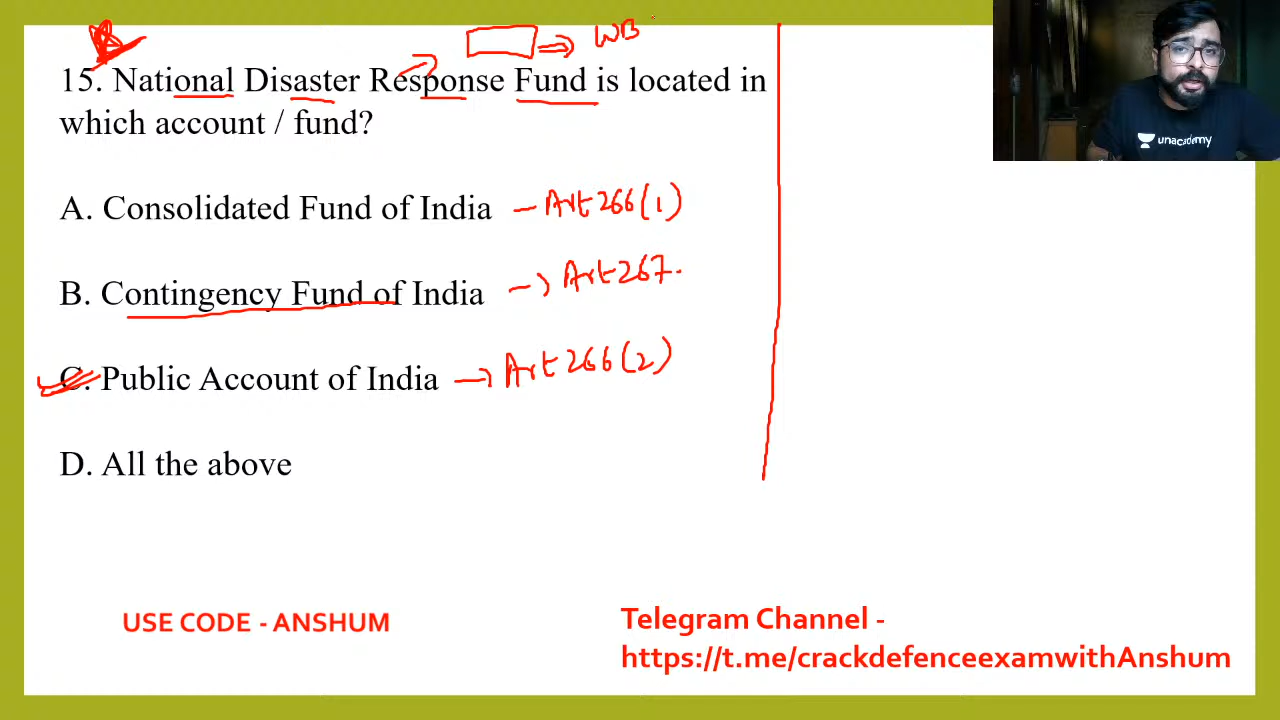 WB
15. National Disaster Response Fund is located in
which account / fund?
A. Consolidated Fund of India - Art 266(1)
B. Contingency Fund of India → Art 267.
C. Public Account of India → Art 266(2)
D. All the above
unacademy
USE CODE - ANSHUM
Telegram Channel -
https://t.me/crackdefenceexamwithAnshum